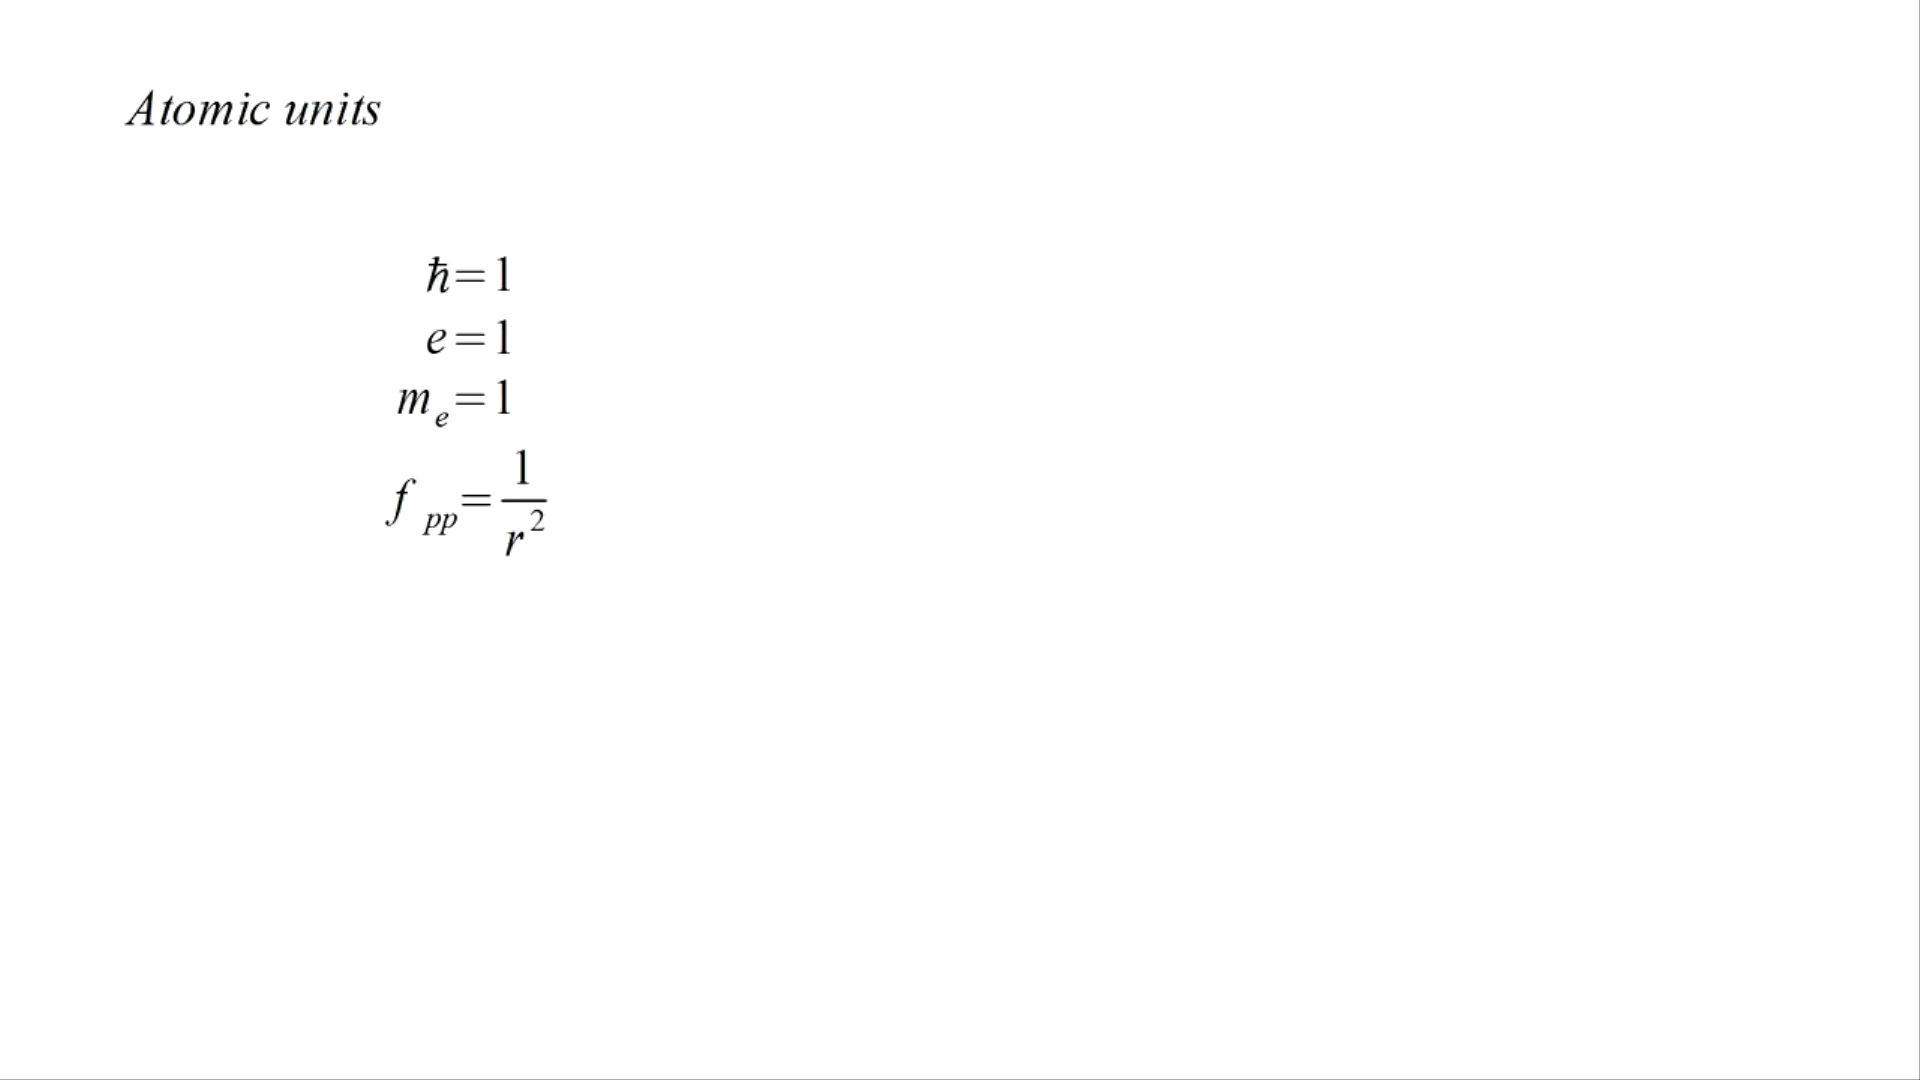 Atomic units
ℏ=1
e=1
m_e=1
f_pp=1/r^2